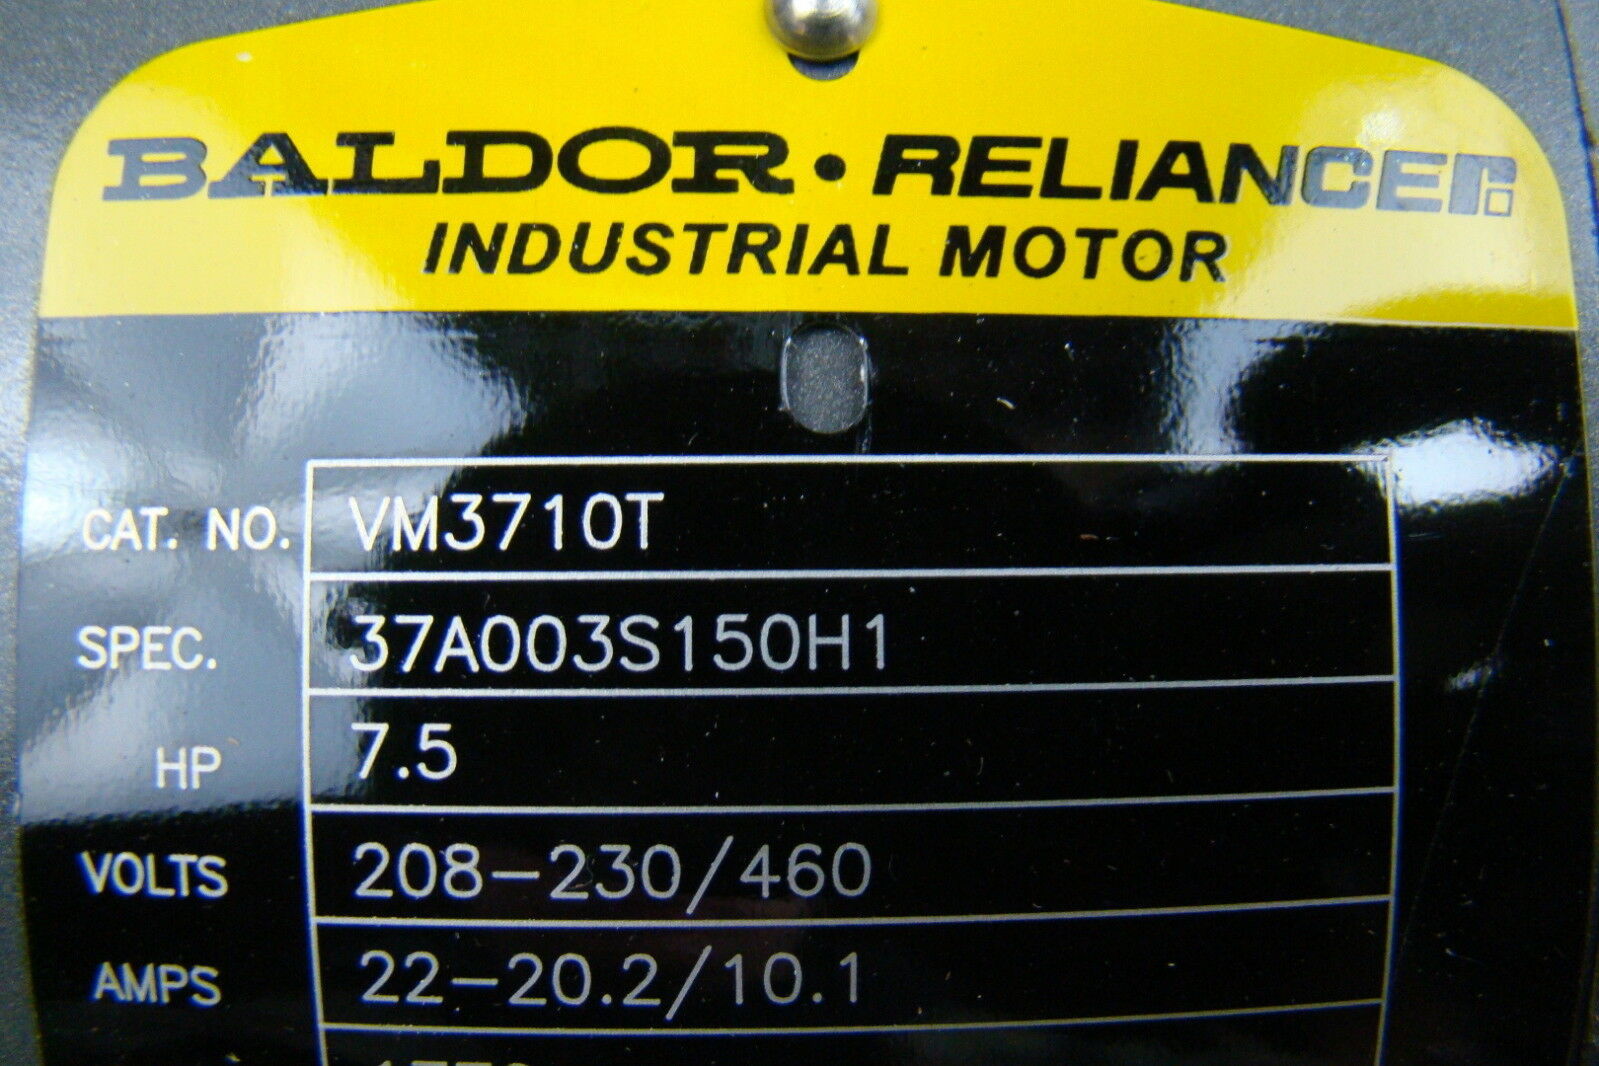 BALDOR • RELIANCER
INDUSTRIAL MOTOR
CAT. NO. VM3710T
SPEC. 37A003S150H1
HP 7.5
VOLTS 208-230/460
AMPS 22-20.2/10.1